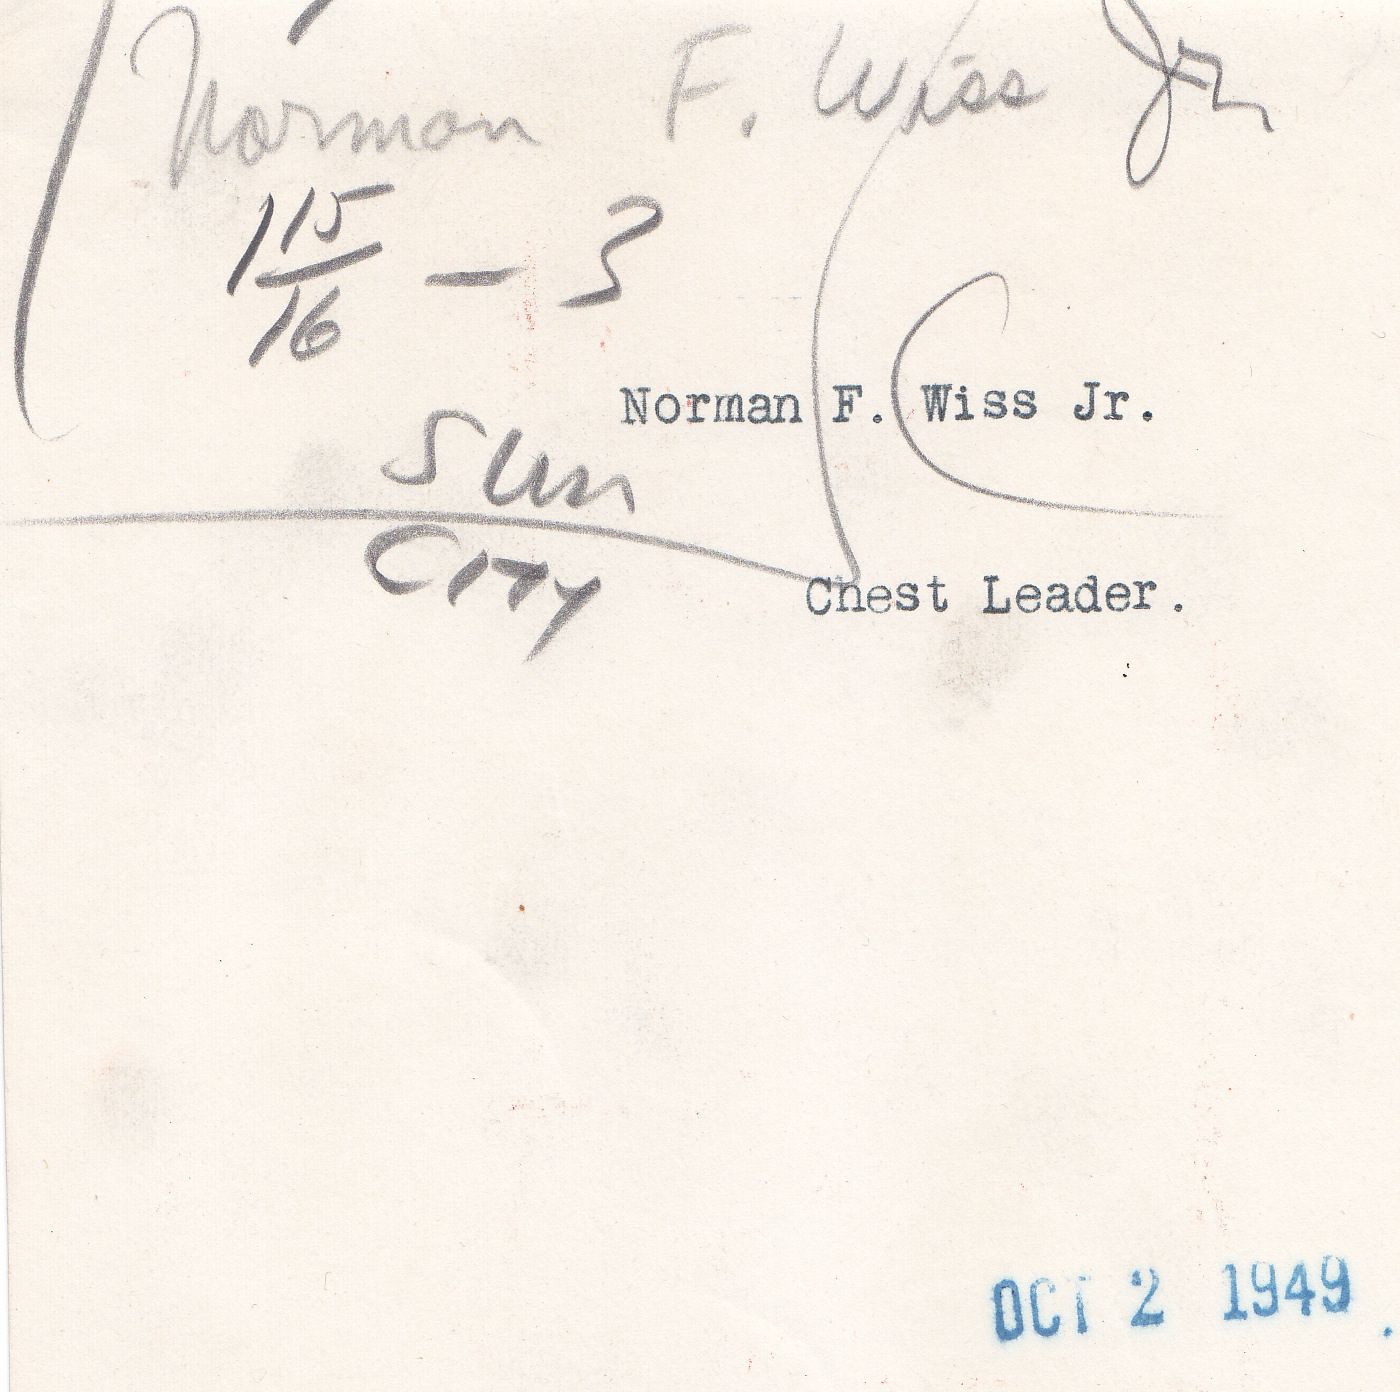 Norman F. Wiss Jr
1 15/16 — 3
Norman F. Wiss Jr.
Sun
City
Chest Leader.
OCT 2 1949